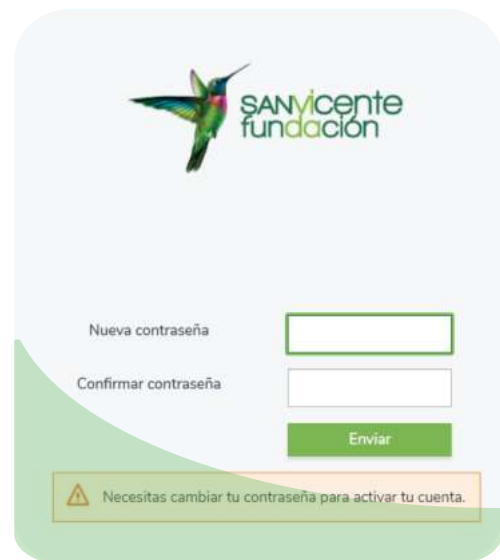 SANVicente
fundación
Nueva contraseña
Confirmar contraseña
Enviar
Necesitas cambiar tu contraseña para activar tu cuenta.